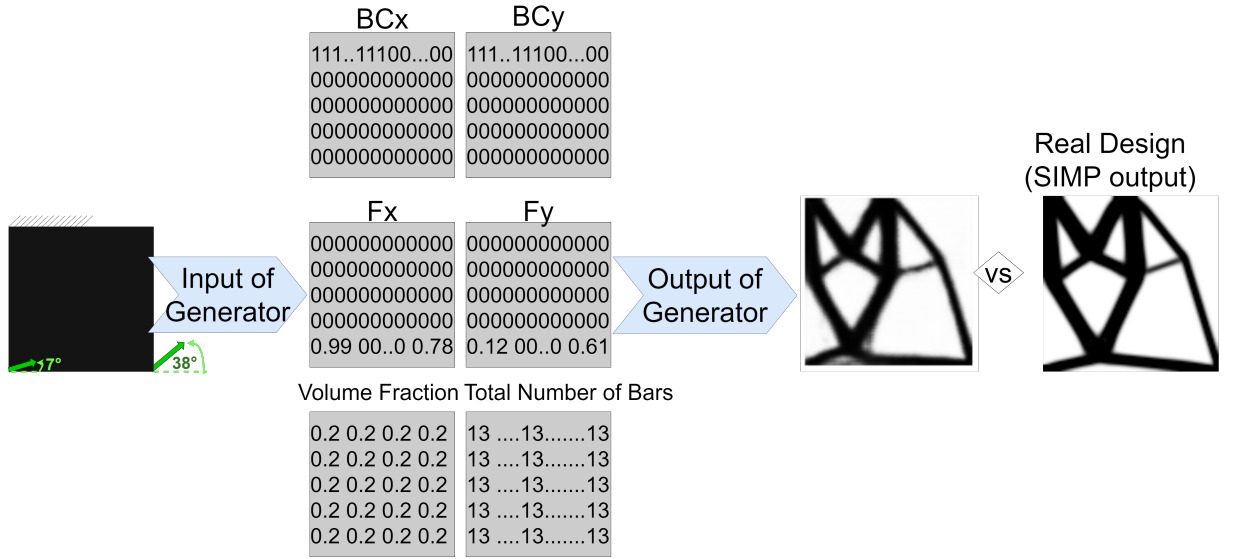 BCx
BCy
111..11100...00
000000000000
000000000000
000000000000
000000000000
111..11100...00
000000000000
000000000000
000000000000
000000000000
7°
38°
Input of
Generator
Fx
Fy
000000000000
000000000000
000000000000
000000000000
0.99 00..0 0.78
000000000000
000000000000
000000000000
000000000000
0.12 00..0 0.61
Volume Fraction
Total Number of Bars
0.2 0.2 0.2 0.2
0.2 0.2 0.2 0.2
0.2 0.2 0.2 0.2
0.2 0.2 0.2 0.2
0.2 0.2 0.2 0.2
13 ....13.......13
13 ....13.......13
13 ....13.......13
13 ....13.......13
13 ....13.......13
Output of
Generator
vs
Real Design
(SIMP output)